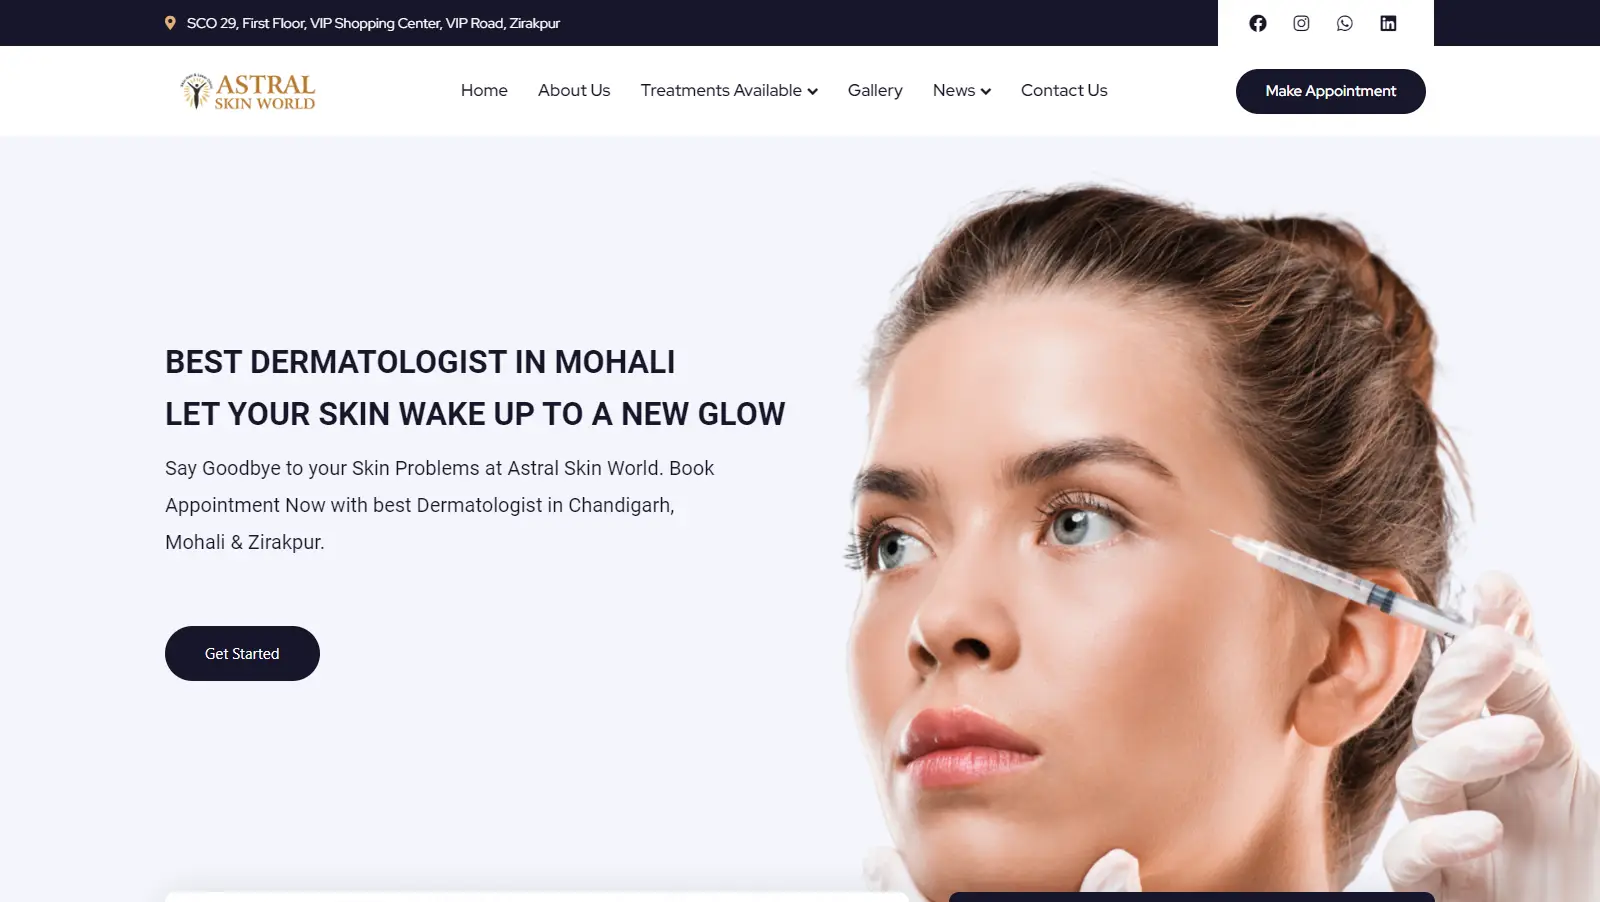 SCO 29, First Floor, VIP Shopping Center, VIP Road, Zirakpur
ASTRAL
SKIN WORLD
Home
About Us
Treatments Available
Gallery
News
Contact Us
Make Appointment
BEST DERMATOLOGIST IN MOHALI
LET YOUR SKIN WAKE UP TO A NEW GLOW
Say Goodbye to your Skin Problems at Astral Skin World. Book
Appointment Now with best Dermatologist in Chandigarh,
Mohali & Zirakpur.
Get Started